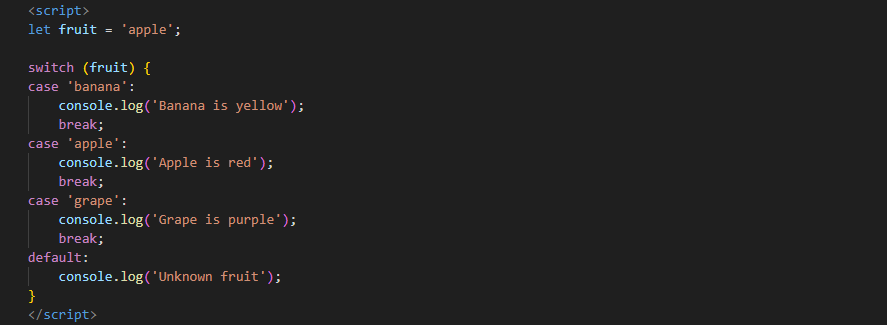 <script>
let fruit = 'apple';

switch (fruit) {
case 'banana':
    console.log('Banana is yellow');
    break;
case 'apple':
    console.log('Apple is red');
    break;
case 'grape':
    console.log('Grape is purple');
    break;
default:
    console.log('Unknown fruit');
}
</script>